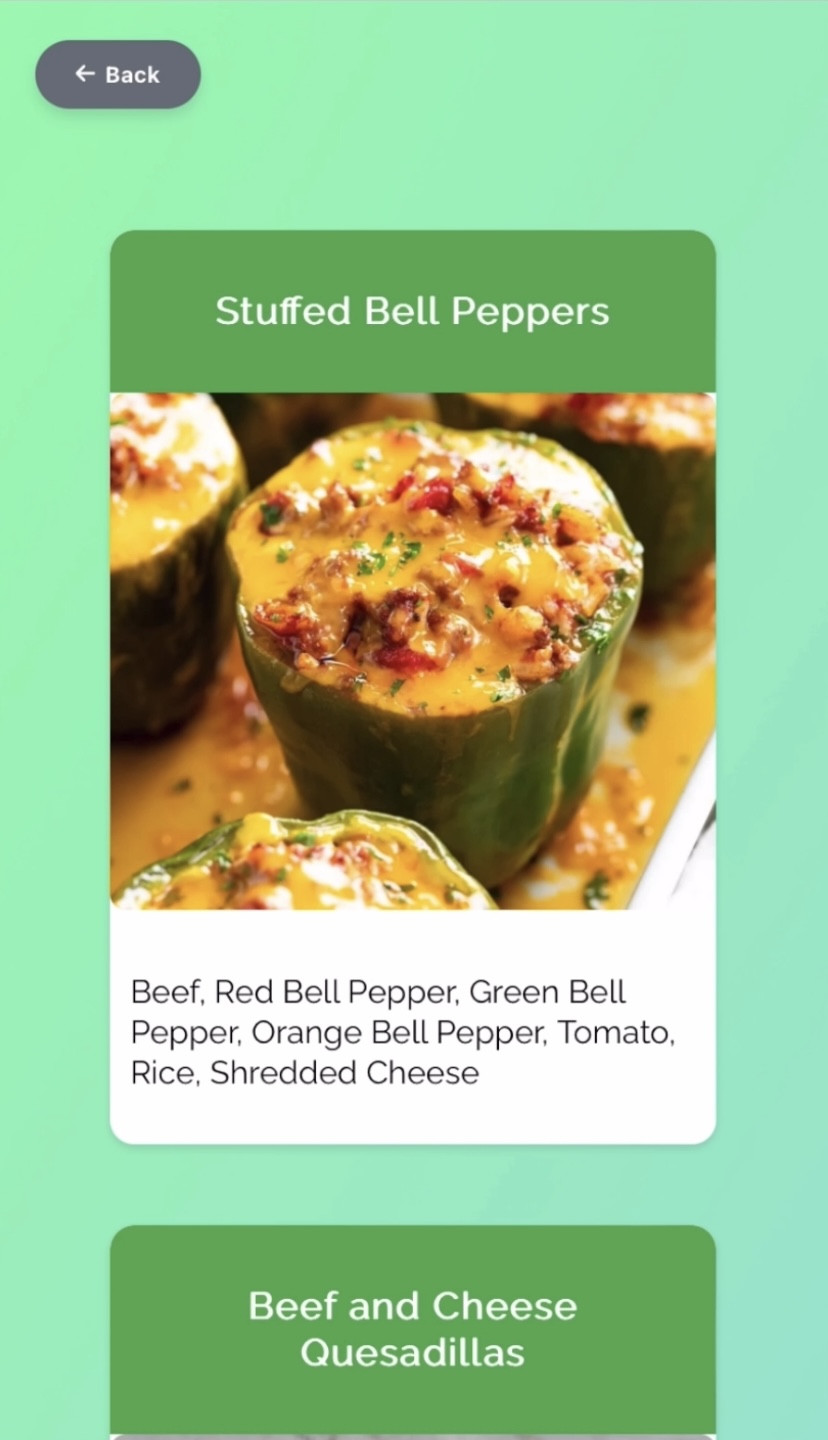 ← Back
Stuffed Bell Peppers
Beef, Red Bell Pepper, Green Bell
Pepper, Orange Bell Pepper, Tomato,
Rice, Shredded Cheese
Beef and Cheese
Quesadillas